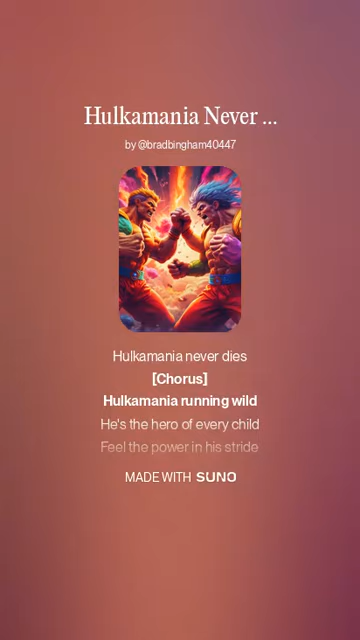 Hulkamania Never ...
by @bradbingham40447
Hulkamania never dies
[Chorus]
Hulkamania running wild
He's the hero of every child
Feel the power in his stride
MADE WITH SUNO